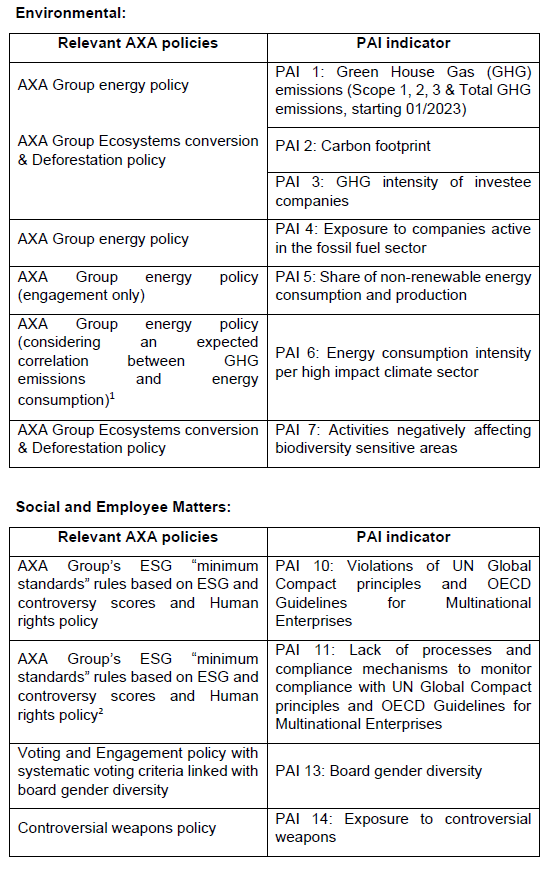 Environmental:
Relevant AXA policies
PAI indicator
AXA Group energy policy
AXA Group Ecosystems conversion
& Deforestation policy
PAI 1: Green House Gas (GHG)
emissions (Scope 1, 2, 3 & Total GHG
emissions, starting 01/2023)
PAI 2: Carbon footprint
PAI 3: GHG intensity of investee
companies
AXA Group energy policy
PAI 4: Exposure to companies active
in the fossil fuel sector
AXA Group energy policy
(engagement only)
PAI 5: Share of non-renewable energy
consumption and production
AXA Group energy policy
(considering an expected
correlation between GHG
emissions and energy
consumption)¹
PAI 6: Energy consumption intensity
per high impact climate sector
AXA Group Ecosystems conversion
& Deforestation policy
PAI 7: Activities negatively affecting
biodiversity sensitive areas
Social and Employee Matters:
Relevant AXA policies
PAI indicator
AXA Group's ESG “minimum
standards” rules based on ESG and
controversy scores and Human
rights policy
PAI 10: Violations of UN Global
Compact principles and OECD
Guidelines for Multinational
Enterprises
AXA Group's ESG “minimum
standards” rules based on ESG and
controversy scores and Human
rights policy²
PAI 11: Lack of processes and
compliance mechanisms to monitor
compliance with UN Global Compact
principles and OECD Guidelines for
Multinational Enterprises
Voting and Engagement policy with
systematic voting criteria linked with
board gender diversity
PAI 13: Board gender diversity
Controversial weapons policy
PAI 14: Exposure to controversial
weapons